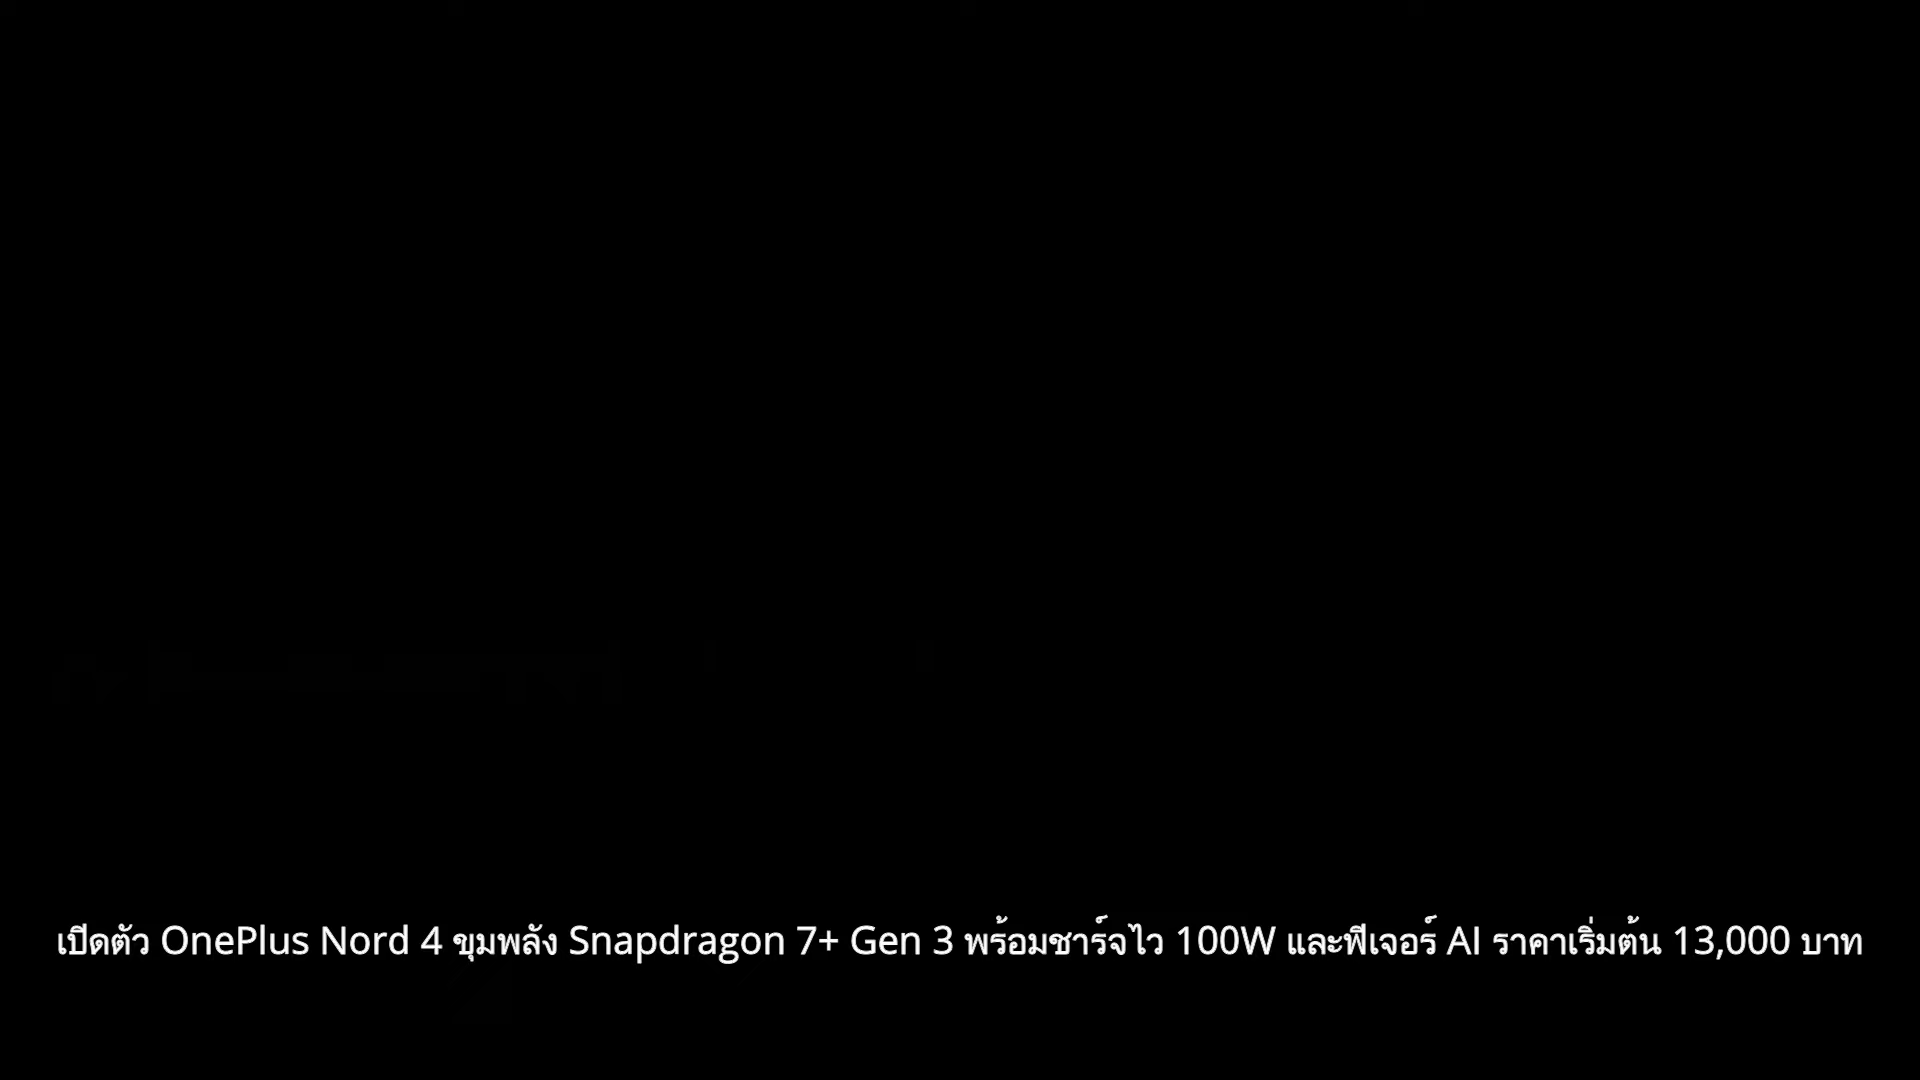 เปิดตัว OnePlus Nord 4 ขุมพลัง Snapdragon 7+ Gen 3 พร้อมชาร์จไว 100W และฟีเจอร์ AI ราคาเริ่มต้น 13,000 บาท